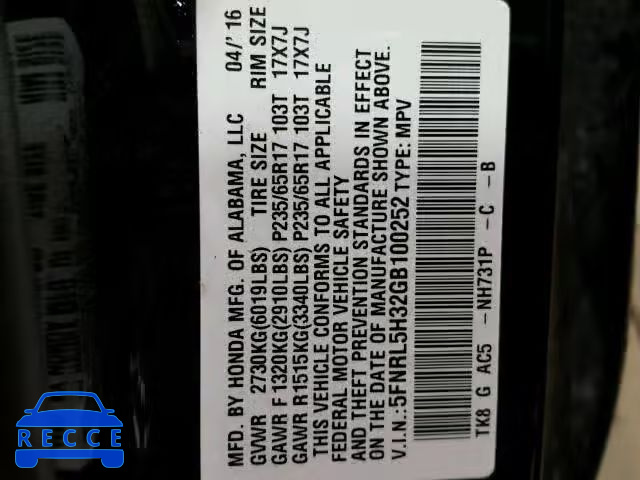 MFD. BY HONDA MFG. OF ALABAMA, LLC 04/ 16
GVWR 2730KG(6019LBS) TIRE SIZE RIM SIZE
GAWR F 1320KG(2910LBS) P235/65R17 103T 17X7J
GAWR R1515KG(3340LBS) P235/65R17 103T 17X7J
THIS VEHICLE CONFORMS TO ALL APPLICABLE
FEDERAL MOTOR VEHICLE SAFETY
AND THEFT PREVENTION STANDARDS IN EFFECT
ON THE DATE OF MANUFACTURE SHOWN ABOVE.
V.I.N.:5FNRL5H32GB100252 TYPE: MPV
TK8 G AC5 -NH731P -C -B
RECCE